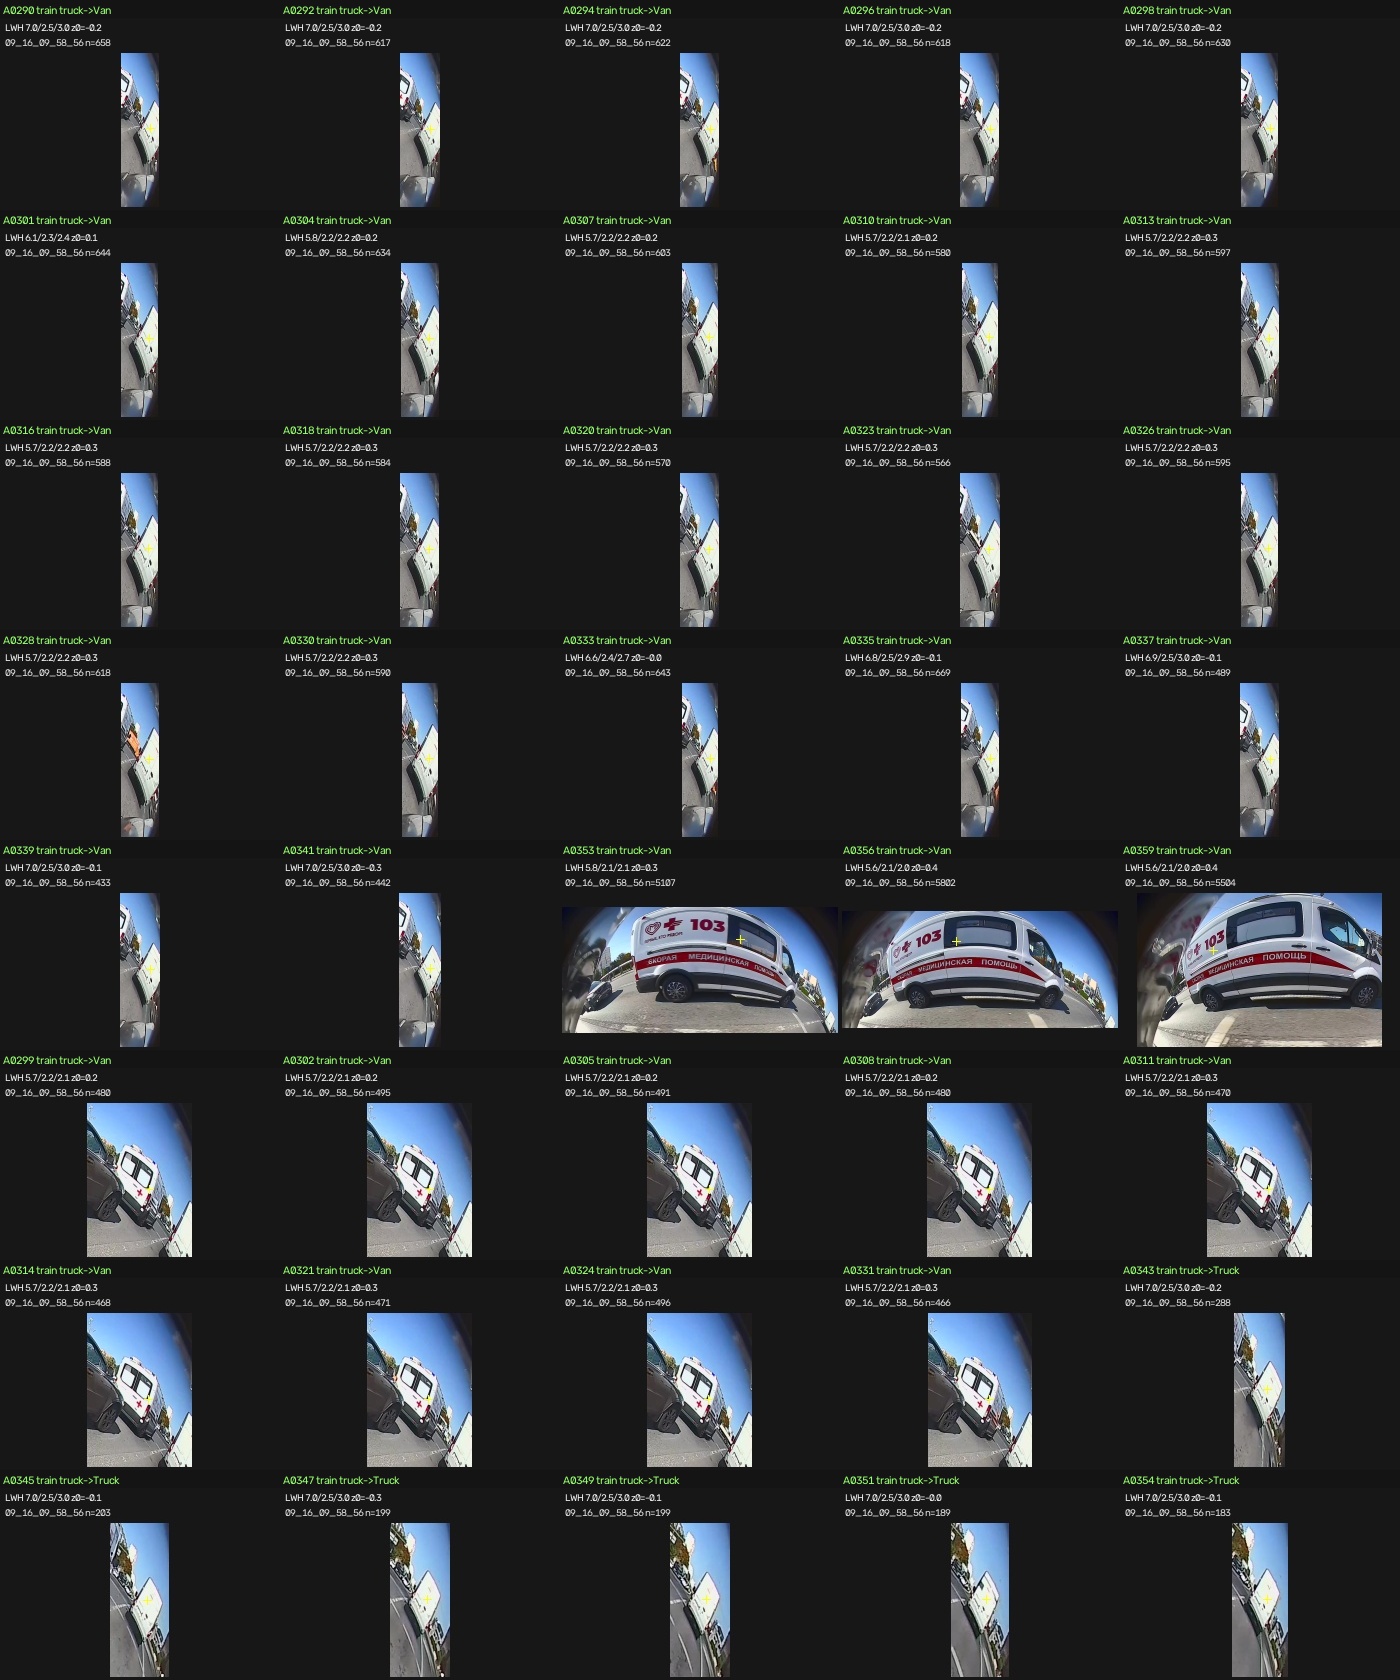 A0290 train truck->Van
LWH 7.0/2.5/3.0 z0=-0.2
09_16_09_58_56 n=658
A0292 train truck->Van
LWH 7.0/2.5/3.0 z0=-0.2
09_16_09_58_56 n=617
A0294 train truck->Van
LWH 7.0/2.5/3.0 z0=-0.2
09_16_09_58_56 n=622
A0296 train truck->Van
LWH 7.0/2.5/3.0 z0=-0.2
09_16_09_58_56 n=618
A0298 train truck->Van
LWH 7.0/2.5/3.0 z0=-0.2
09_16_09_58_56 n=630
A0301 train truck->Van
LWH 6.1/2.3/2.4 z0=0.1
09_16_09_58_56 n=644
A0304 train truck->Van
LWH 5.8/2.2/2.2 z0=0.2
09_16_09_58_56 n=634
A0307 train truck->Van
LWH 5.7/2.2/2.2 z0=0.2
09_16_09_58_56 n=603
A0310 train truck->Van
LWH 5.7/2.2/2.1 z0=0.2
09_16_09_58_56 n=580
A0313 train truck->Van
LWH 5.7/2.2/2.2 z0=0.3
09_16_09_58_56 n=597
A0316 train truck->Van
LWH 5.7/2.2/2.2 z0=0.3
09_16_09_58_56 n=588
A0318 train truck->Van
LWH 5.7/2.2/2.2 z0=0.3
09_16_09_58_56 n=584
A0320 train truck->Van
LWH 5.7/2.2/2.2 z0=0.3
09_16_09_58_56 n=570
A0323 train truck->Van
LWH 5.7/2.2/2.2 z0=0.3
09_16_09_58_56 n=566
A0326 train truck->Van
LWH 5.7/2.2/2.2 z0=0.3
09_16_09_58_56 n=595
A0328 train truck->Van
LWH 5.7/2.2/2.2 z0=0.3
09_16_09_58_56 n=618
A0330 train truck->Van
LWH 5.7/2.2/2.2 z0=0.3
09_16_09_58_56 n=590
A0333 train truck->Van
LWH 6.6/2.4/2.7 z0=-0.0
09_16_09_58_56 n=643
A0335 train truck->Van
LWH 6.8/2.5/2.9 z0=-0.1
09_16_09_58_56 n=669
A0337 train truck->Van
LWH 6.9/2.5/3.0 z0=-0.1
09_16_09_58_56 n=489
A0339 train truck->Van
LWH 7.0/2.5/3.0 z0=-0.1
09_16_09_58_56 n=433
A0341 train truck->Van
LWH 7.0/2.5/3.0 z0=-0.3
09_16_09_58_56 n=442
A0353 train truck->Van
LWH 5.8/2.1/2.1 z0=0.3
09_16_09_58_56 n=5107
103
СКОРАЯ МЕДИЦИНСКАЯ ПОМОЩЬ
A0356 train truck->Van
LWH 5.6/2.1/2.0 z0=0.4
09_16_09_58_56 n=5802
103
СКОРАЯ МЕДИЦИНСКАЯ ПОМОЩЬ
A0359 train truck->Van
LWH 5.6/2.1/2.0 z0=0.4
09_16_09_58_56 n=5504
103
МЕДИЦИНСКАЯ ПОМОЩЬ
A0299 train truck->Van
LWH 5.7/2.2/2.1 z0=0.2
09_16_09_58_56 n=480
A0302 train truck->Van
LWH 5.7/2.2/2.1 z0=0.2
09_16_09_58_56 n=495
A0305 train truck->Van
LWH 5.7/2.2/2.1 z0=0.2
09_16_09_58_56 n=491
A0308 train truck->Van
LWH 5.7/2.2/2.1 z0=0.2
09_16_09_58_56 n=480
A0311 train truck->Van
LWH 5.7/2.2/2.1 z0=0.3
09_16_09_58_56 n=470
A0314 train truck->Van
LWH 5.7/2.2/2.1 z0=0.3
09_16_09_58_56 n=468
A0321 train truck->Van
LWH 5.7/2.2/2.1 z0=0.3
09_16_09_58_56 n=471
A0324 train truck->Van
LWH 5.7/2.2/2.1 z0=0.3
09_16_09_58_56 n=496
A0331 train truck->Van
LWH 5.7/2.2/2.1 z0=0.3
09_16_09_58_56 n=466
A0343 train truck->Truck
LWH 7.0/2.5/3.0 z0=-0.2
09_16_09_58_56 n=288
A0345 train truck->Truck
LWH 7.0/2.5/3.0 z0=-0.1
09_16_09_58_56 n=203
A0347 train truck->Truck
LWH 7.0/2.5/3.0 z0=-0.3
09_16_09_58_56 n=199
A0349 train truck->Truck
LWH 7.0/2.5/3.0 z0=-0.1
09_16_09_58_56 n=199
A0351 train truck->Truck
LWH 7.0/2.5/3.0 z0=-0.0
09_16_09_58_56 n=189
A0354 train truck->Truck
LWH 7.0/2.5/3.0 z0=-0.1
09_16_09_58_56 n=183